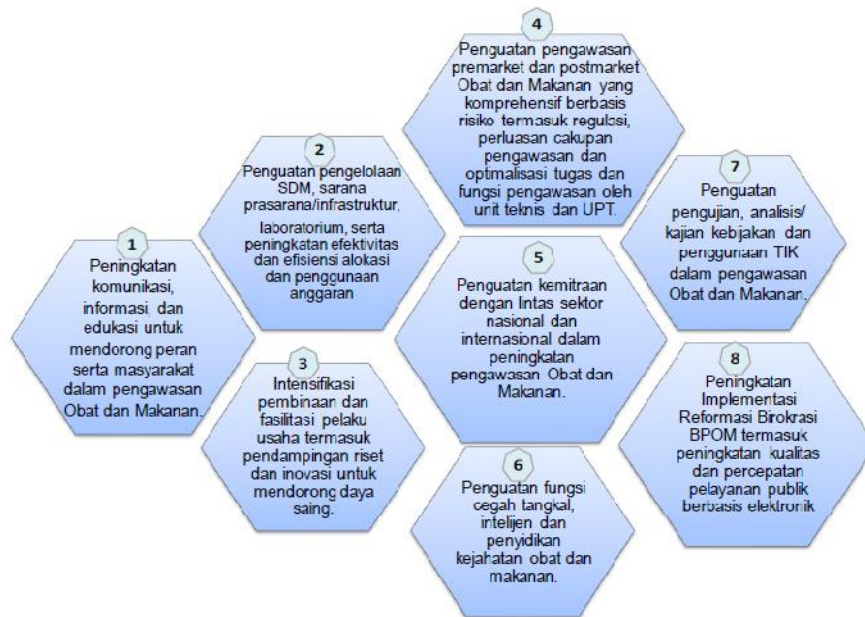 1
Peningkatan
komunikasi,
informasi, dan
edukasi untuk
mendorong peran
serta masyarakat
dalam pengawasan
Obat dan Makanan.
2
Penguatan pengelolaan
SDM, sarana
prasarana/infrastruktur,
laboratorium, serta
peningkatan efektivitas
dan efisiensi alokasi
dan penggunaan
anggaran
3
Intensifikasi
pembinaan dan
fasilitasi pelaku
usaha termasuk
pendampingan riset
dan inovasi untuk
mendorong daya
saing.
4
Penguatan pengawasan
premarket dan postmarket
Obat dan Makanan yang
komprehensif berbasis
risiko termasuk regulasi,
perluasan cakupan
pengawasan dan
optimalisasi tugas dan
fungsi pengawasan oleh
unit teknis dan UPT.
5
Penguatan kemitraan
dengan lintas sektor
nasional dan
internasional dalam
peningkatan
pengawasan Obat dan
Makanan.
6
Penguatan fungsi
cegah tangkal,
intelijen dan
penyidikan
kejahatan obat dan
makanan.
7
Penguatan
pengujian, analisis/
kajian kebijakan dan
penggunaan TIK
dalam pengawasan
Obat dan Makanan.
8
Peningkatan
Implementasi
Reformasi Birokrasi
BPOM termasuk
peningkatan kualitas
dan percepatan
pelayanan publik
berbasis elektronik